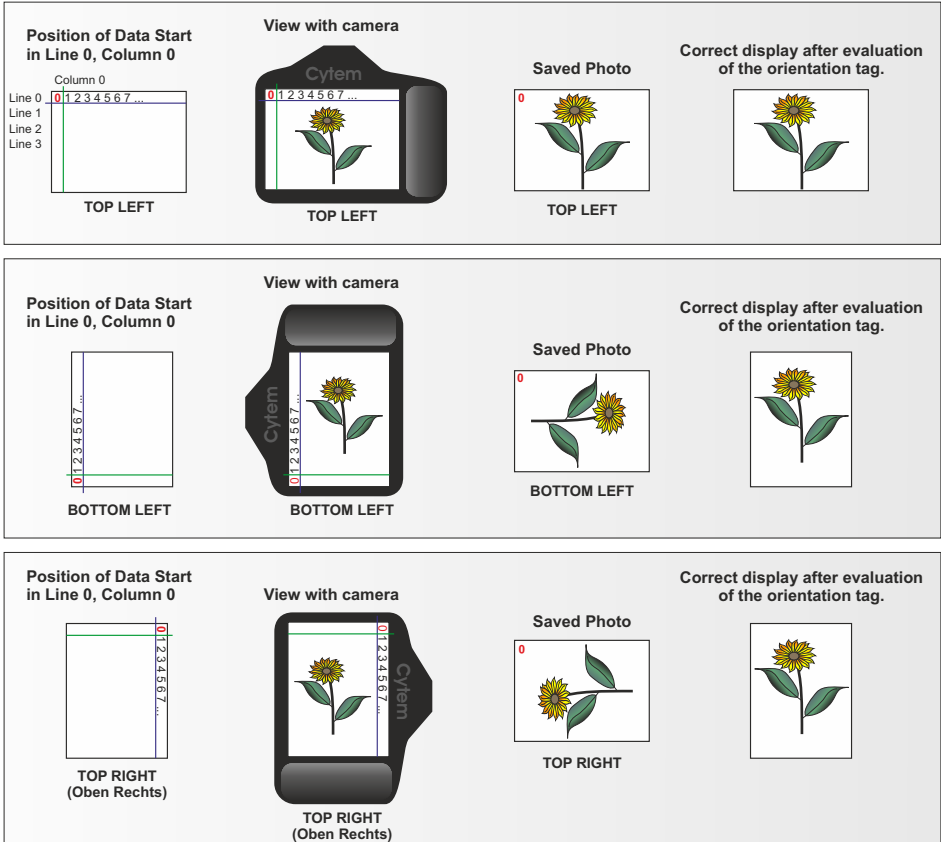 Position of Data Start
in Line 0, Column 0
Column 0
Line 0
0 1 2 3 4 5 6 7 ...
Line 1
Line 2
Line 3
TOP LEFT
View with camera
Cytem
0 1 2 3 4 5 6 7 ...
TOP LEFT
Saved Photo
0
TOP LEFT
Correct display after evaluation
of the orientation tag.
Position of Data Start
in Line 0, Column 0
0 1 2 3 4 5 6 7 ...
BOTTOM LEFT
View with camera
Cytem
0 1 2 3 4 5 6 7 ...
BOTTOM LEFT
Saved Photo
0
BOTTOM LEFT
Correct display after evaluation
of the orientation tag.
Position of Data Start
in Line 0, Column 0
0 1 2 3 4 5 6 7 ...
TOP RIGHT
(Oben Rechts)
View with camera
Cytem
0 1 2 3 4 5 6 7 ...
TOP RIGHT
(Oben Rechts)
Saved Photo
0
TOP RIGHT
Correct display after evaluation
of the orientation tag.